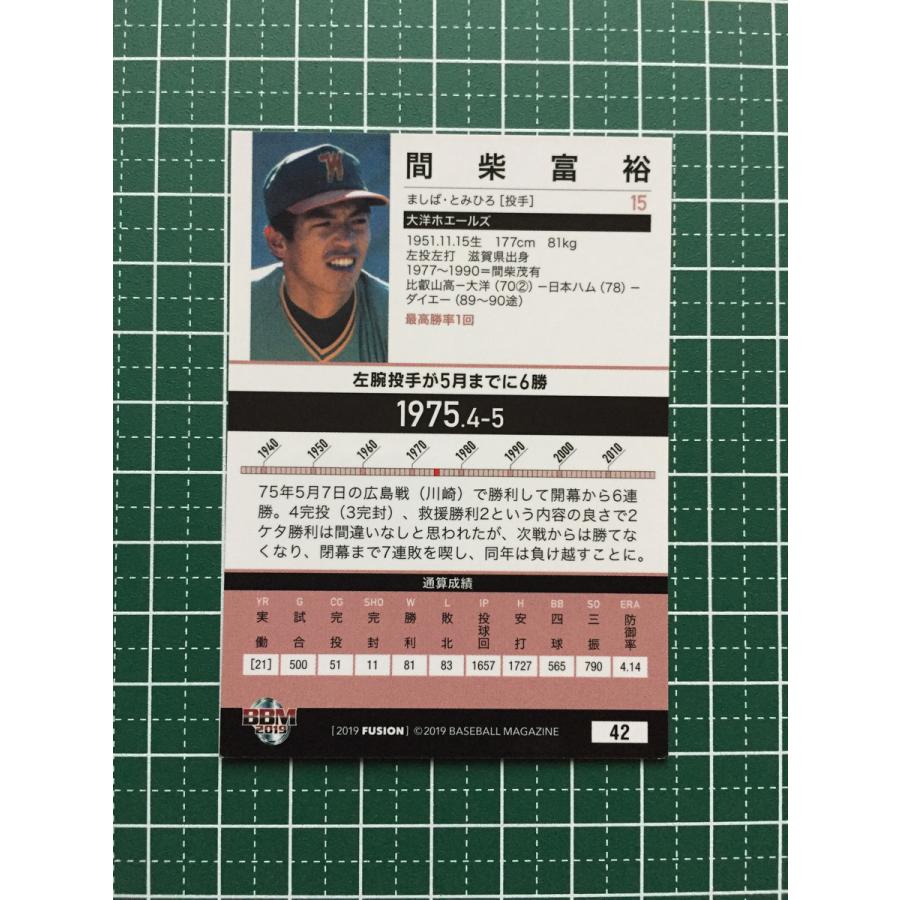 W
間柴富裕
ましば・とみひろ [投手] 15
大洋ホエールズ
1951.11.15生 177cm 81kg
左投左打 滋賀県出身
1977〜1990=間柴茂有
比叡山高−大洋 (70②) −日本ハム (78) −
ダイエー (89〜90途)
最高勝率1回
左腕投手が5月までに6勝
1975.4-5
1940 1950 1960 1970 1980 1990 2000 2010
75年5月7日の広島戦（川崎）で勝利して開幕から6連
勝。4完投（3完封）、救援勝利2という内容の良さで2
ケタ勝利は間違いなしと思われたが、次戦からは勝てな
くなり、閉幕まで7連敗を喫し、同年は負け越すことに。
通算成績
YR G CG SHO W L IP H BB SO ERA
実働 試合 完投 完封 勝利 敗北 投球回 安打 四球 三振 防御率
[21] 500 51 11 81 83 1657 1727 565 790 4.14
BBM
2019
[2019 FUSION] ©2019 BASEBALL MAGAZINE 42